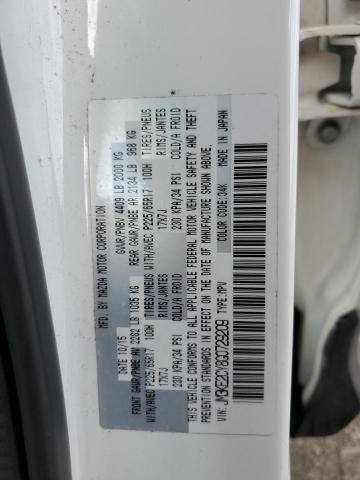 MFD. BY MAZDA MOTOR CORPORATION
DATE: 10/15 GVWR/PNBV 4409 LB 2000 KG
FRONT GAWR/PNBE AV 2282 LB 1035 KG REAR GAWR/PNBE AR 2134 LB 968 KG
WITH/AVEC P225/65R17 100H TIRES/PNEUS WITH/AVEC P225/65R17 100H TIRES/PNEUS
17X7J RIMS/JANTES 17X7J RIMS/JANTES
230 KPA/34 PSI COLD/A FROID 230 KPA/34 PSI COLD/A FROID
THIS VEHICLE CONFORMS TO ALL APPLICABLE FEDERAL MOTOR VEHICLE SAFETY AND THEFT
PREVENTION STANDARDS IN EFFECT ON THE DATE OF MANUFACTURE SHOWN ABOVE.
VIN: TYPE:MPV COLOR CODE:34K MADE IN JAPAN